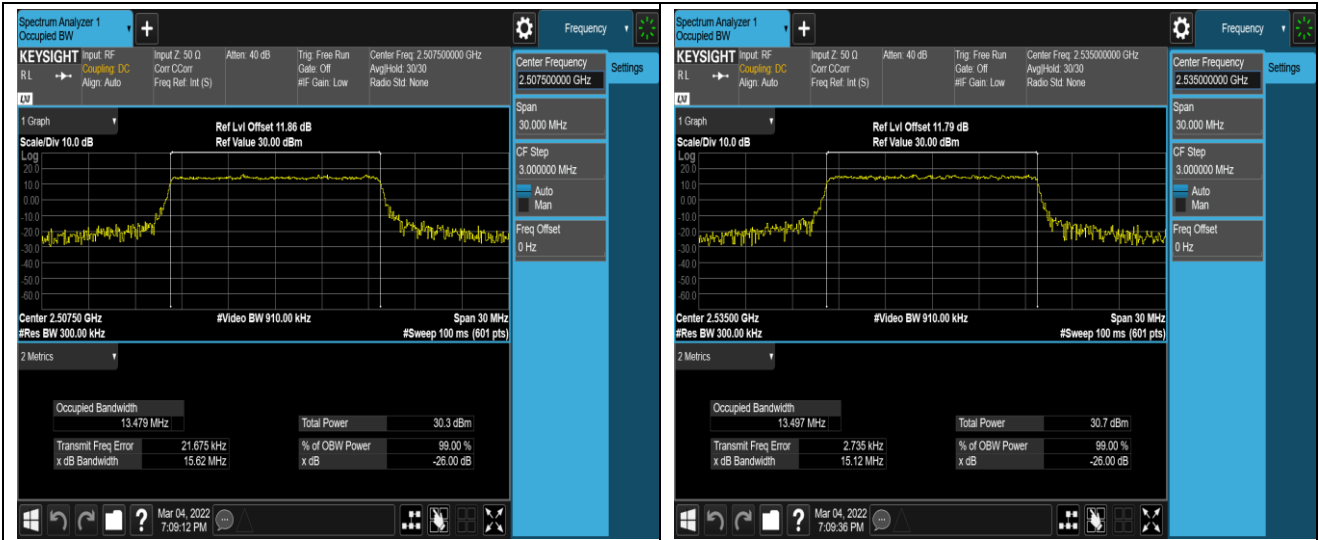 Spectrum Analyzer 1
Occupied BW
+
Frequency
KEYSIGHT
Input: RF
Coupling: DC
Align: Auto
Input Z: 50 Ω
Corr CCorr
Freq Ref: Int (S)
Atten: 40 dB
Trig: Free Run
Gate: Off
#IF Gain: Low
Center Freq: 2.507500000 GHz
Avg|Hold: 30/30
Radio Std: None
RL
LXI
Center Frequency
2.507500000 GHz
Settings
Span
30.000 MHz
CF Step
3.000000 MHz
Auto
Man
Freq Offset
0 Hz
1 Graph
Ref Lvl Offset 11.86 dB
Scale/Div 10.0 dB
Ref Value 30.00 dBm
Log
20.0
10.0
0.00
-10.0
-20.0
-30.0
-40.0
-50.0
-60.0
Center 2.50750 GHz
#Video BW 910.00 kHz
Span 30 MHz
#Res BW 300.00 kHz
#Sweep 100 ms (601 pts)
2 Metrics
Occupied Bandwidth
13.479 MHz
Total Power 30.3 dBm
Transmit Freq Error 21.675 kHz
% of OBW Power 99.00 %
x dB Bandwidth 15.62 MHz
x dB -26.00 dB
?
Mar 04, 2022
7:09:12 PM
Spectrum Analyzer 1
Occupied BW
+
Frequency
KEYSIGHT
Input: RF
Coupling: DC
Align: Auto
Input Z: 50 Ω
Corr CCorr
Freq Ref: Int (S)
Atten: 40 dB
Trig: Free Run
Gate: Off
#IF Gain: Low
Center Freq: 2.535000000 GHz
Avg|Hold: 30/30
Radio Std: None
RL
LXI
Center Frequency
2.535000000 GHz
Settings
Span
30.000 MHz
CF Step
3.000000 MHz
Auto
Man
Freq Offset
0 Hz
1 Graph
Ref Lvl Offset 11.79 dB
Scale/Div 10.0 dB
Ref Value 30.00 dBm
Log
20.0
10.0
0.00
-10.0
-20.0
-30.0
-40.0
-50.0
-60.0
Center 2.53500 GHz
#Video BW 910.00 kHz
Span 30 MHz
#Res BW 300.00 kHz
#Sweep 100 ms (601 pts)
2 Metrics
Occupied Bandwidth
13.497 MHz
Total Power 30.7 dBm
Transmit Freq Error 2.735 kHz
% of OBW Power 99.00 %
x dB Bandwidth 15.12 MHz
x dB -26.00 dB
?
Mar 04, 2022
7:09:36 PM